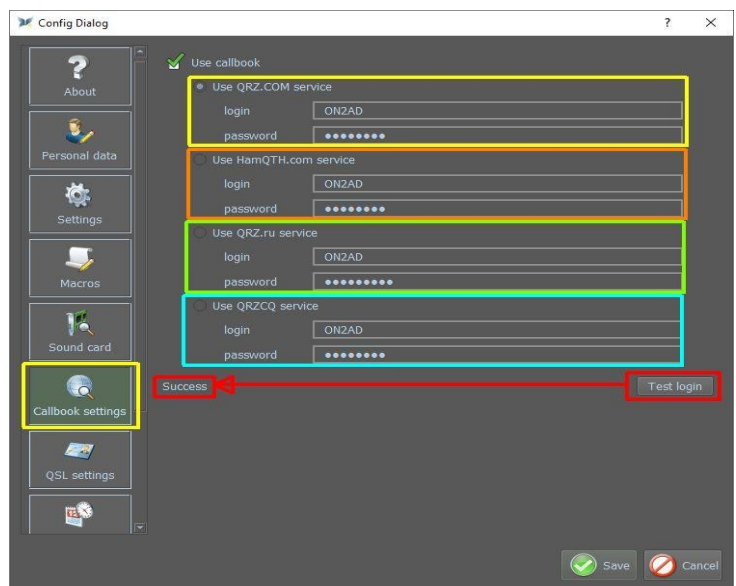 Config Dialog
?
About
Personal data
Settings
Macros
Sound card
Callbook settings
QSL settings
Use callbook
Use QRZ.COM service
login ON2AD
password ●●●●●●●●
Use HamQTH.com service
login ON2AD
password ●●●●●●●●
Use QRZ.ru service
login ON2AD
password ●●●●●●●●●
Use QRZCQ service
login ON2AD
password ●●●●●●●●
Success Test login
Save Cancel